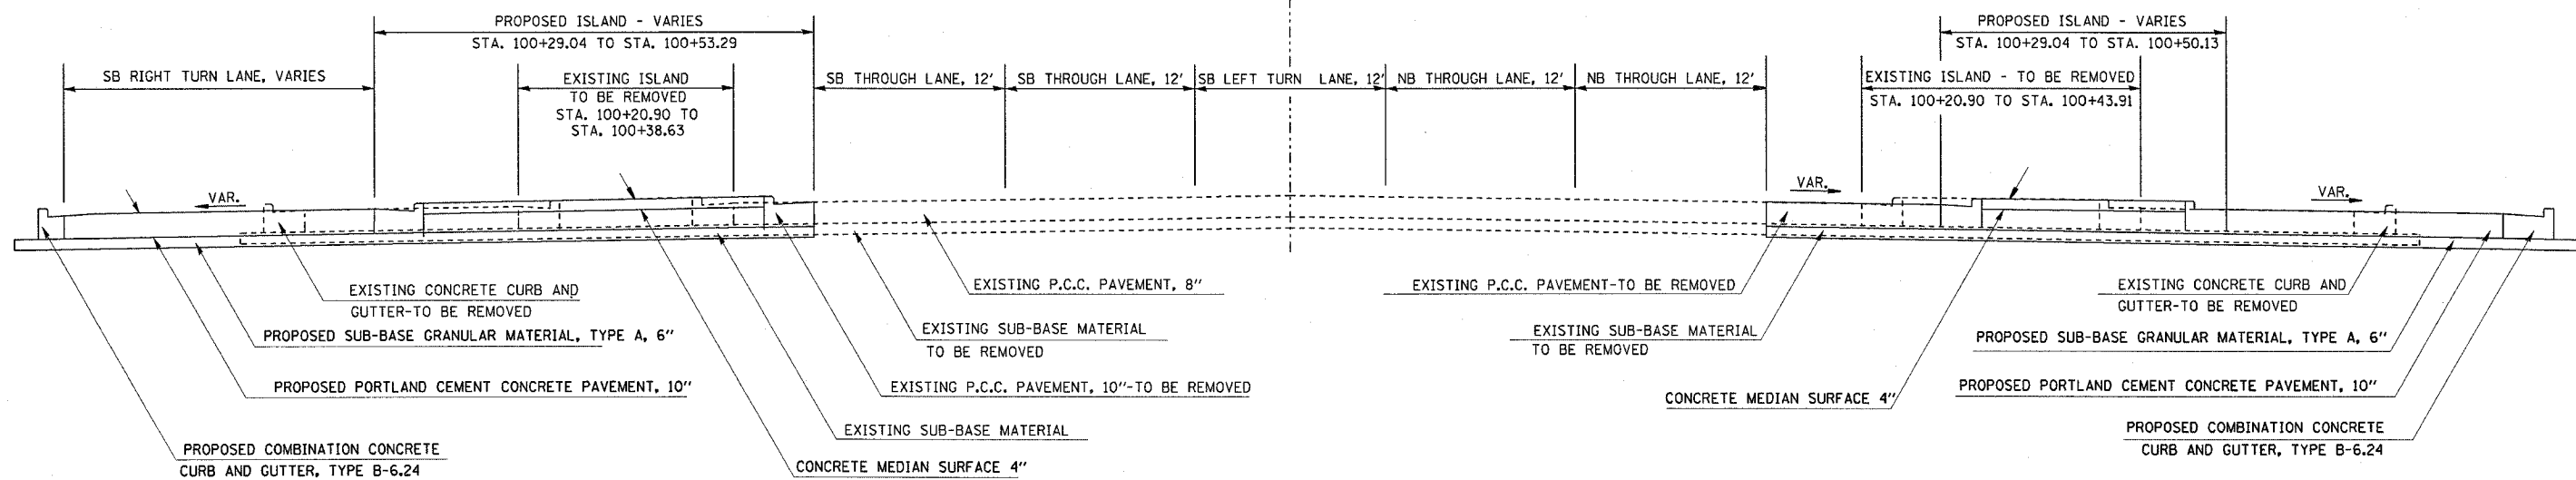 PROPOSED ISLAND - VARIES
STA. 100+29.04 TO STA. 100+53.29
PROPOSED ISLAND - VARIES
STA. 100+29.04 TO STA. 100+50.13
SB RIGHT TURN LANE, VARIES
EXISTING ISLAND
TO BE REMOVED
STA. 100+20.90 TO
STA. 100+38.63
SB THROUGH LANE, 12'
SB THROUGH LANE, 12'
SB LEFT TURN LANE, 12'
NB THROUGH LANE, 12'
NB THROUGH LANE, 12'
EXISTING ISLAND - TO BE REMOVED
STA. 100+20.90 TO STA. 100+43.91
VAR.
VAR.
VAR.
EXISTING CONCRETE CURB AND
GUTTER-TO BE REMOVED
PROPOSED SUB-BASE GRANULAR MATERIAL, TYPE A, 6"
PROPOSED PORTLAND CEMENT CONCRETE PAVEMENT, 10"
PROPOSED COMBINATION CONCRETE
CURB AND GUTTER, TYPE B-6.24
EXISTING P.C.C. PAVEMENT, 8"
EXISTING SUB-BASE MATERIAL
TO BE REMOVED
EXISTING P.C.C. PAVEMENT, 10"-TO BE REMOVED
EXISTING SUB-BASE MATERIAL
CONCRETE MEDIAN SURFACE 4"
EXISTING P.C.C. PAVEMENT-TO BE REMOVED
EXISTING SUB-BASE MATERIAL
TO BE REMOVED
CONCRETE MEDIAN SURFACE 4"
EXISTING CONCRETE CURB AND
GUTTER-TO BE REMOVED
PROPOSED SUB-BASE GRANULAR MATERIAL, TYPE A, 6"
PROPOSED PORTLAND CEMENT CONCRETE PAVEMENT, 10"
PROPOSED COMBINATION CONCRETE
CURB AND GUTTER, TYPE B-6.24